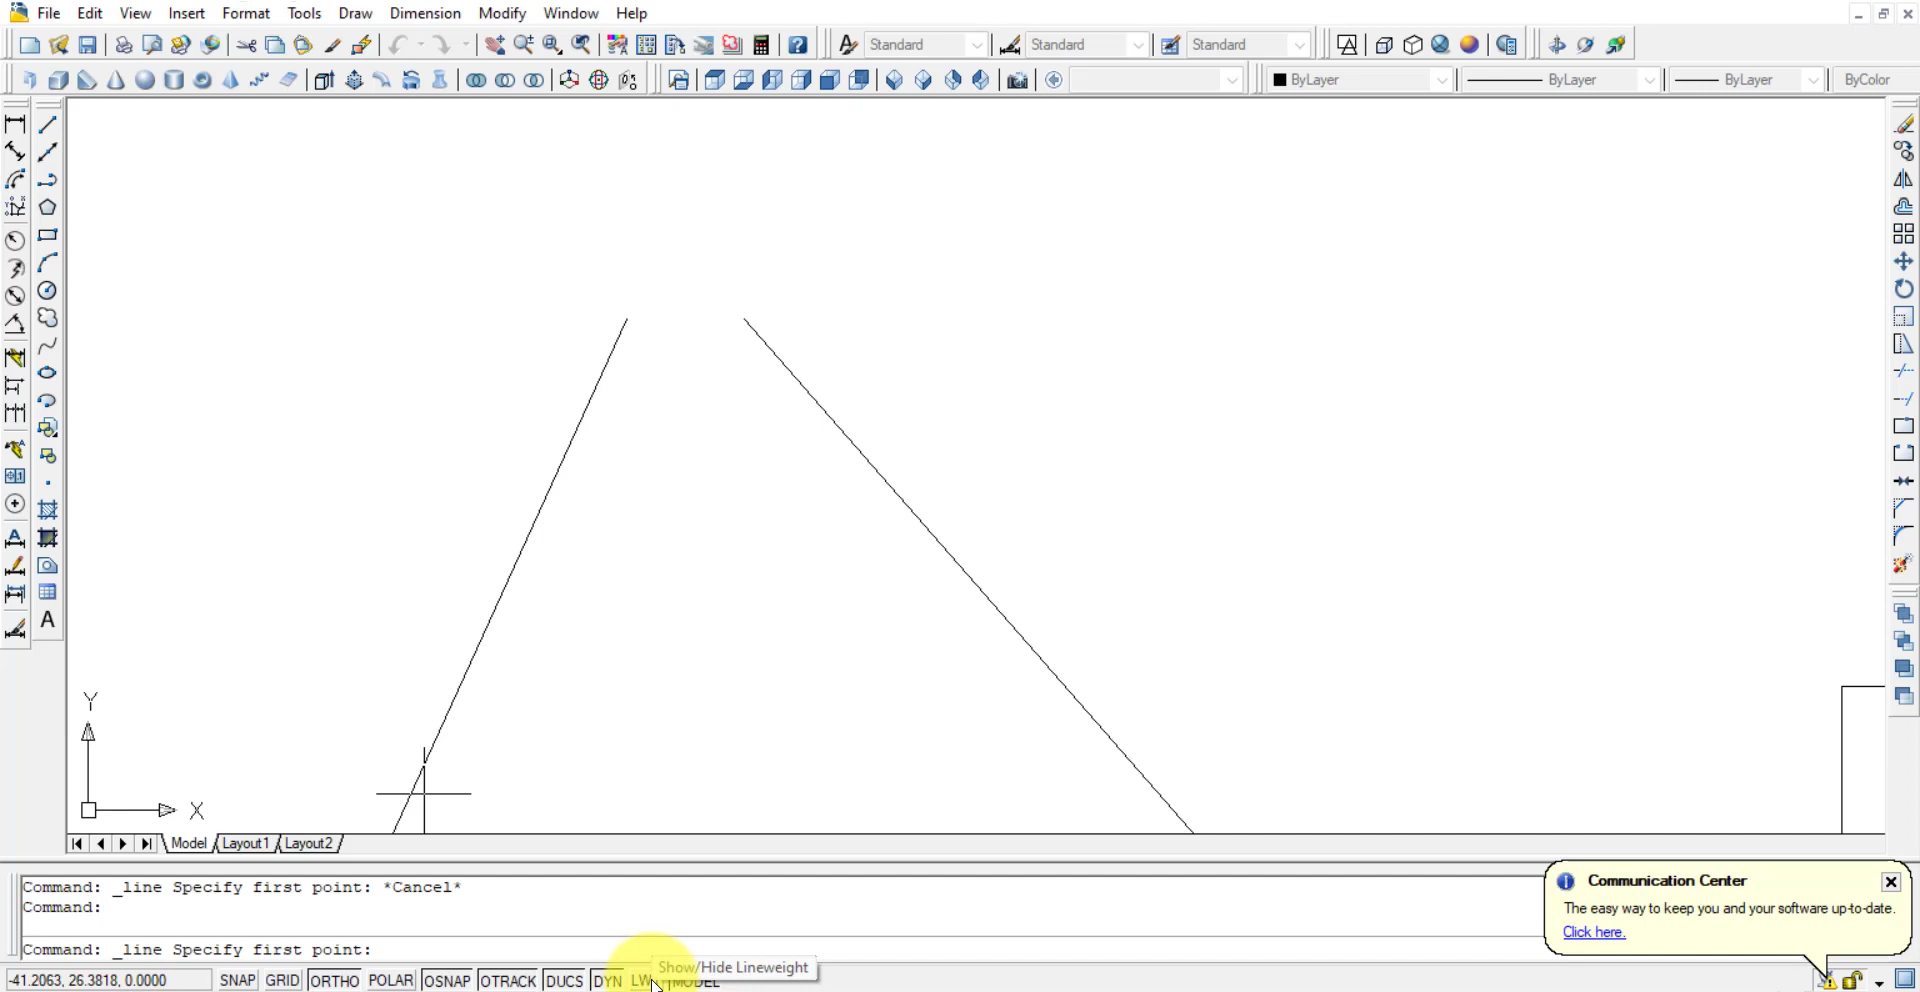 File Edit View Insert Format Tools Draw Dimension Modify Window Help
Standard Standard Standard
ByLayer ByLayer ByLayer ByColor
Y
X
Model Layout1 Layout2
Command: _line Specify first point: *Cancel*
Command:
Command: _line Specify first point:
Communication Center
The easy way to keep you and your software up-to-date.
Click here.
Show/Hide Lineweight
-41.2063, 26.3818, 0.0000 SNAP GRID ORTHO POLAR OSNAP OTRACK DUCS DYN LW MODEL